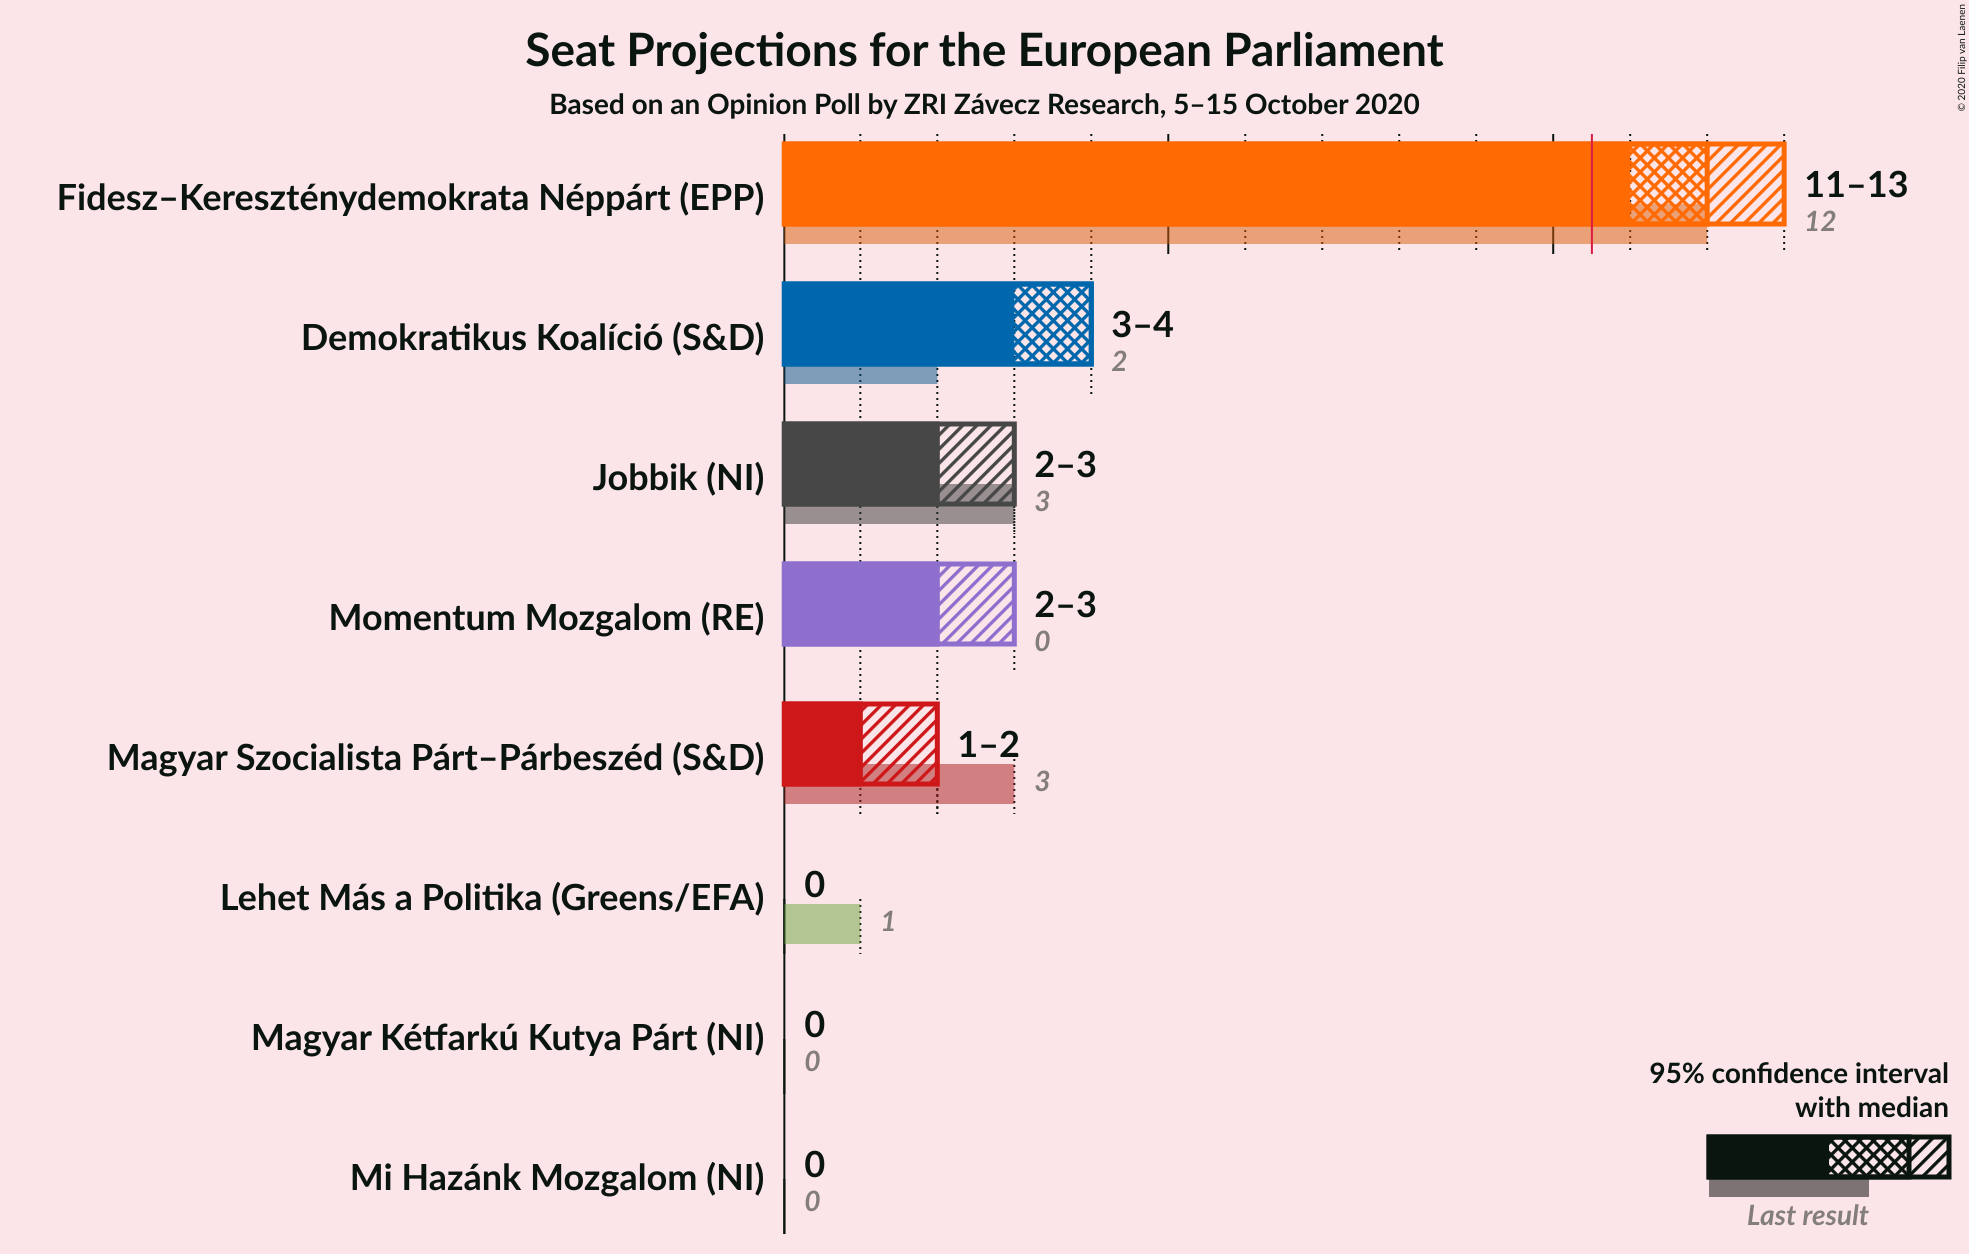 Seat Projections for the European Parliament
Based on an Opinion Poll by ZRI Závecz Research, 5–15 October 2020
© 2020 Filip van Laenen
Fidesz–Kereszténydemokrata Néppárt (EPP)
11–13
12
Demokratikus Koalíció (S&D)
3–4
2
Jobbik (NI)
2–3
3
Momentum Mozgalom (RE)
2–3
0
Magyar Szocialista Párt–Párbeszéd (S&D)
1–2
3
Lehet Más a Politika (Greens/EFA)
0
1
Magyar Kétfarkú Kutya Párt (NI)
0
0
Mi Hazánk Mozgalom (NI)
0
0
95% confidence interval
with median
Last result